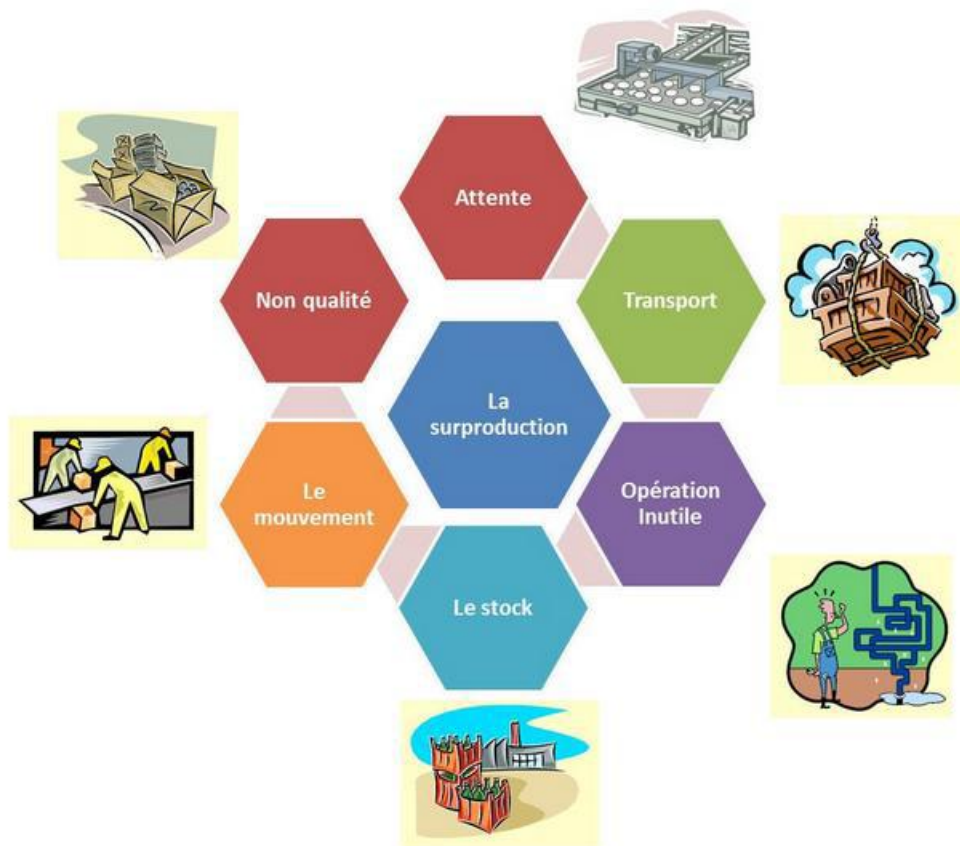 Attente
Non qualité
Transport
La
surproduction
Le
mouvement
Opération
Inutile
Le stock